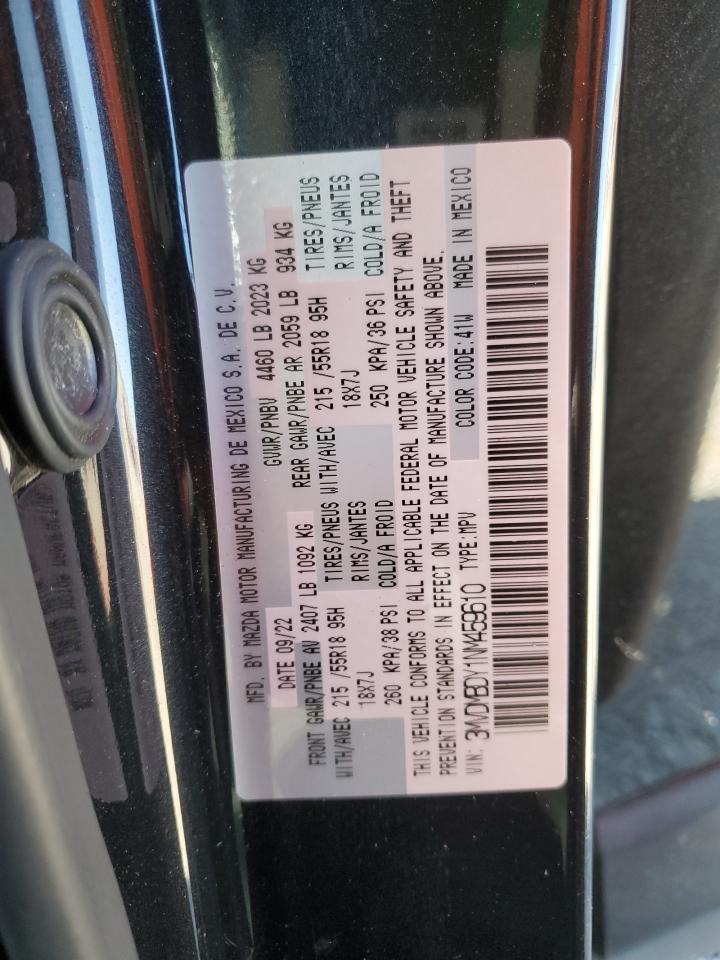 MFD. BY MAZDA MOTOR MANUFACTURING DE MEXICO S.A. DE C.V.
DATE 09/22 GVWR/PNBV 4460 LB 2023 KG
FRONT GAWR/PNBE AV 2407 LB 1092 KG REAR GAWR/PNBE AR 2059 LB 934 KG
WITH/AVEC 215 /55R18 95H TIRES/PNEUS WITH/AVEC 215 /55R18 95H TIRES/PNEUS
18X7J RIMS/JANTES 18X7J RIMS/JANTES
260 KPA/38 PSI COLD/A FROID 250 KPA/36 PSI COLD/A FROID
THIS VEHICLE CONFORMS TO ALL APPLICABLE FEDERAL MOTOR VEHICLE SAFETY AND THEFT
PREVENTION STANDARDS IN EFFECT ON THE DATE OF MANUFACTURE SHOWN ABOVE.
VIN: 3MVDMBDY1NM459610 TYPE:MPV COLOR CODE:41W MADE IN MEXICO